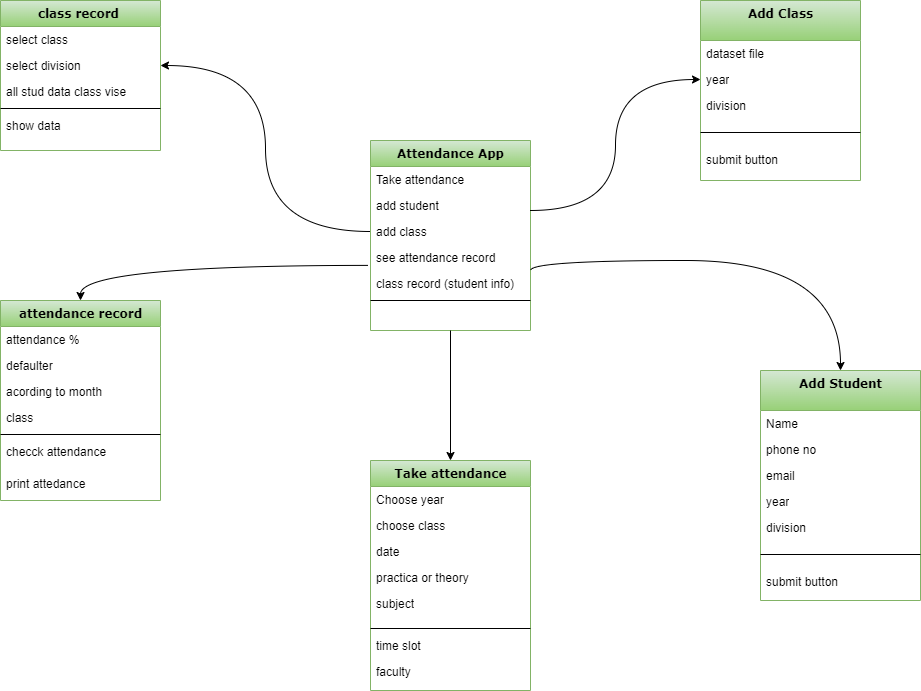 class record
select class
select division
all stud data class vise
show data
Add Class
dataset file
year
division
submit button
Attendance App
Take attendance
add student
add class
see attendance record
class record (student info)
attendance record
attendance %
defaulter
acording to month
class
checck attendance
print attedance
Take attendance
Choose year
choose class
date
practica or theory
subject
time slot
faculty
Add Student
Name
phone no
email
year
division
submit button